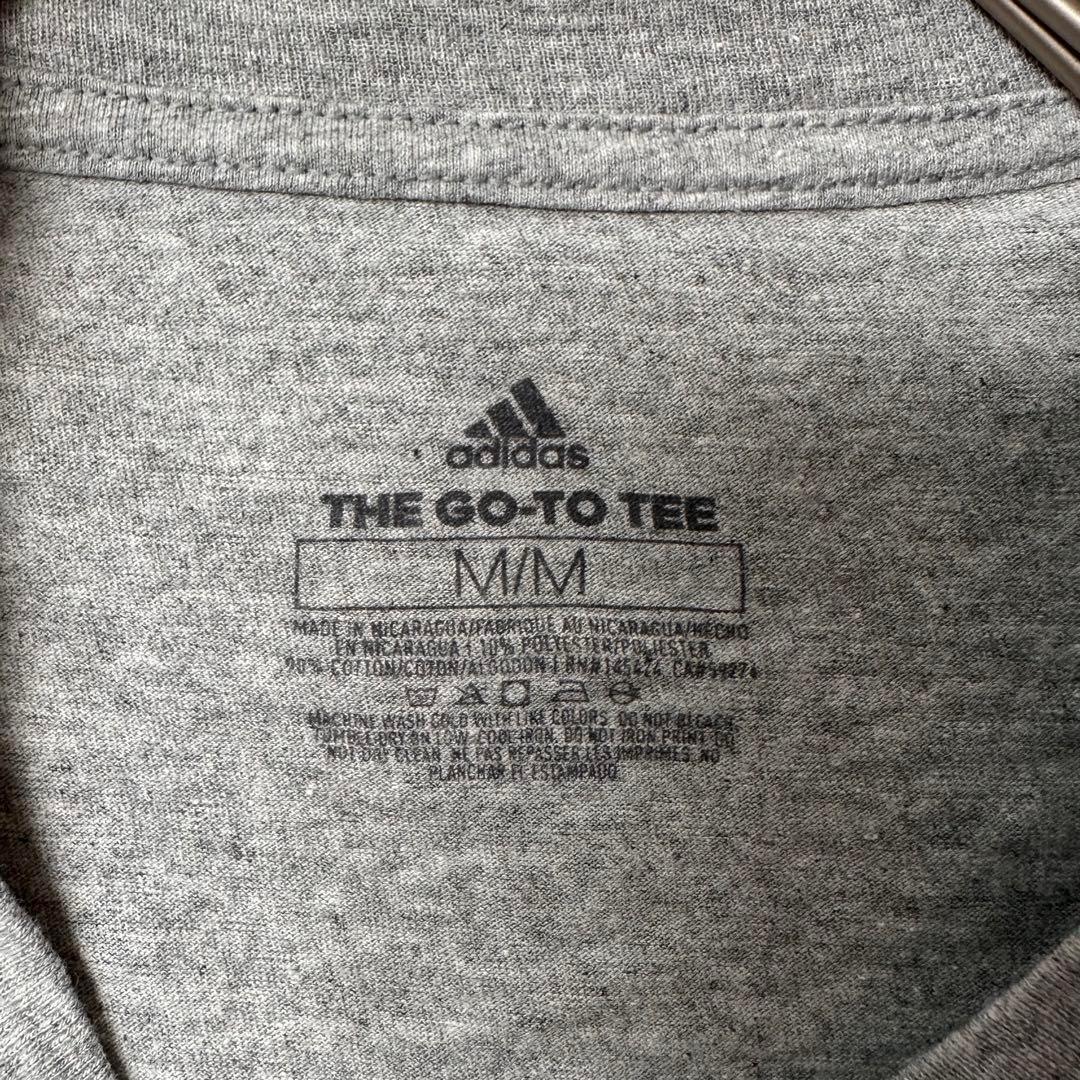 adidas
THE GO-TO TEE
M/M
MADE IN NICARAGUA/FABRIQUE AU NICARAGUA/HECHO
EN NICARAGUA | 10% POLYESTER/POLIESTER
90% COTTON/COTON/ALGODON | RN#145424 CA#59274
MACHINE WASH COLD WITH LIKE COLORS. DO NOT BLEACH.
TUMBLE DRY ON LOW. COOL IRON. DO NOT IRON PRINT. DO
NOT DRY CLEAN. NE PAS REPASSER LES IMPRIMES. NO
PLANCHAR EL ESTAMPADO.